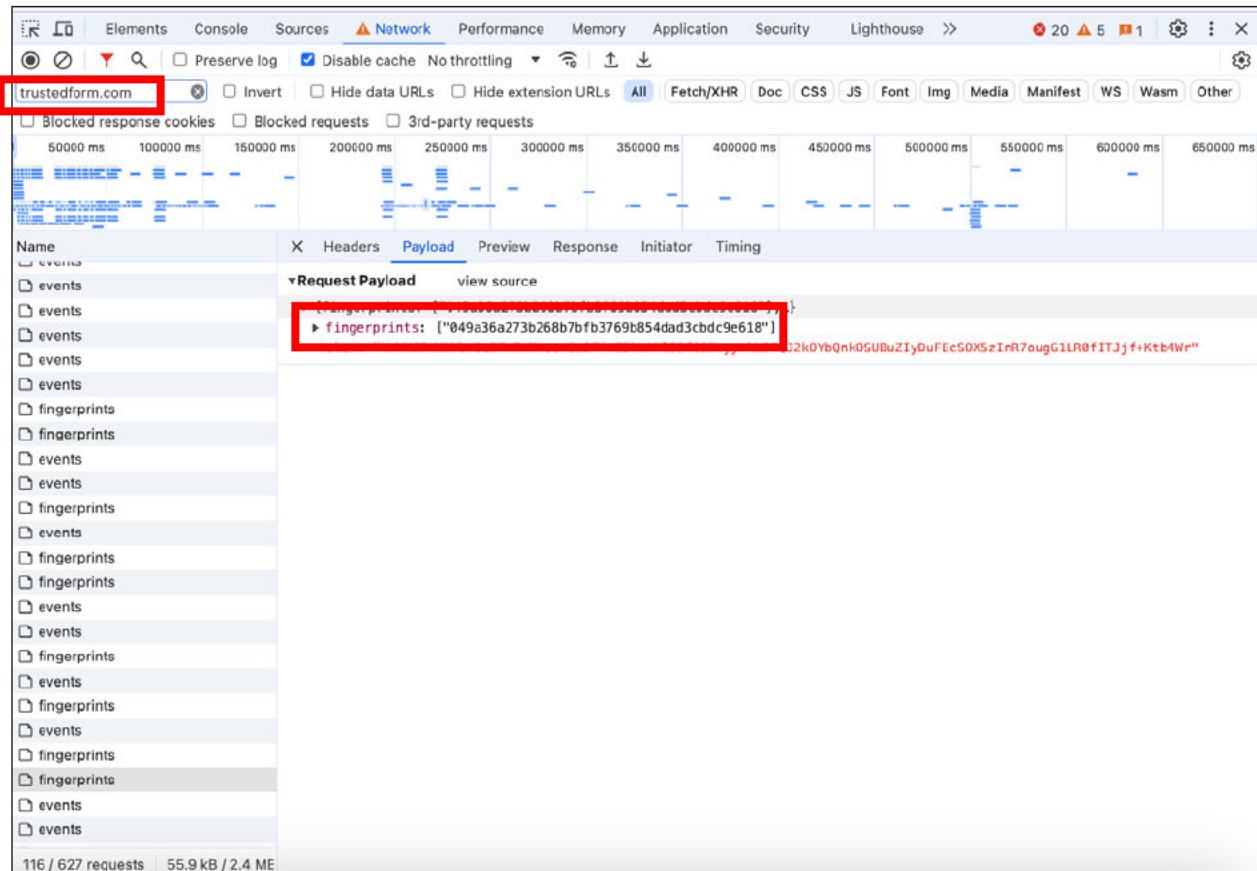 Elements Console Sources Network Performance Memory Application Security Lighthouse 20 5 1
Preserve log Disable cache No throttling
trustedform.com Invert Hide data URLs Hide extension URLs All Fetch/XHR Doc CSS JS Font Img Media Manifest WS Wasm Other
Blocked response cookies Blocked requests 3rd-party requests
50000 ms 100000 ms 150000 ms 200000 ms 250000 ms 300000 ms 350000 ms 400000 ms 450000 ms 500000 ms 550000 ms 600000 ms 650000 ms
Name Headers Payload Preview Response Initiator Timing
events
events
Request Payload view source
events
fingerprints: ["049a36a273b268b7bfb3769b854dad3cbdc9e618"]
events
events
events
fingerprints
fingerprints
events
events
fingerprints
events
fingerprints
fingerprints
events
events
fingerprints
events
fingerprints
events
fingerprints
fingerprints
events
events
116 / 627 requests 55.9 kB / 2.4 ME